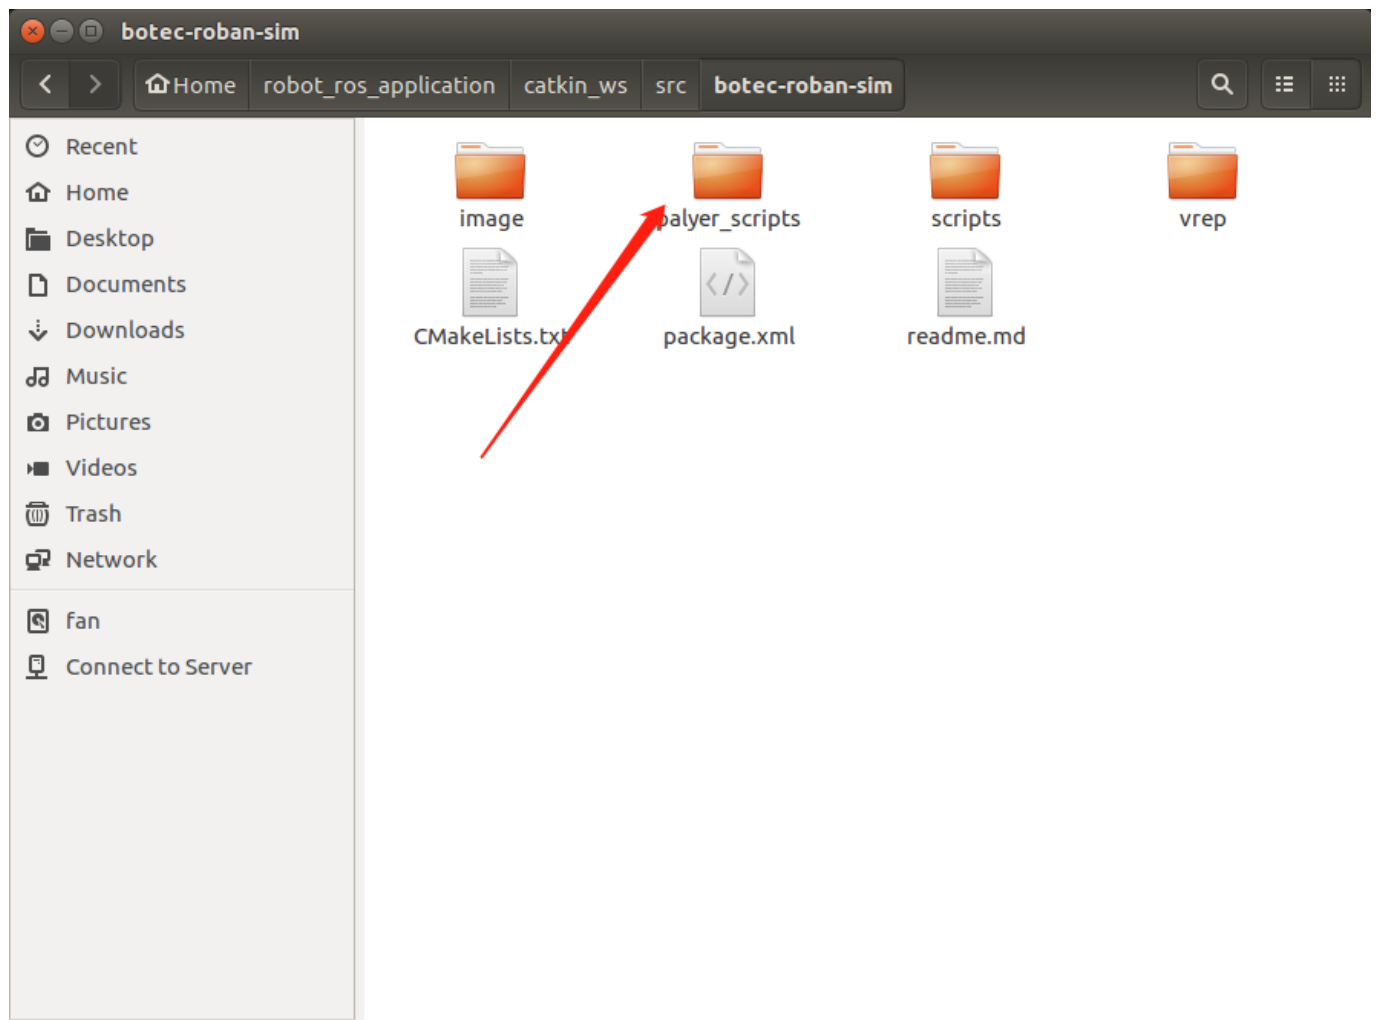 botec-roban-sim
Home robot_ros_application catkin_ws src botec-roban-sim
Recent
Home
Desktop
Documents
Downloads
Music
Pictures
Videos
Trash
Network
fan
Connect to Server
image palyer_scripts scripts vrep
CMakeLists.txt package.xml readme.md